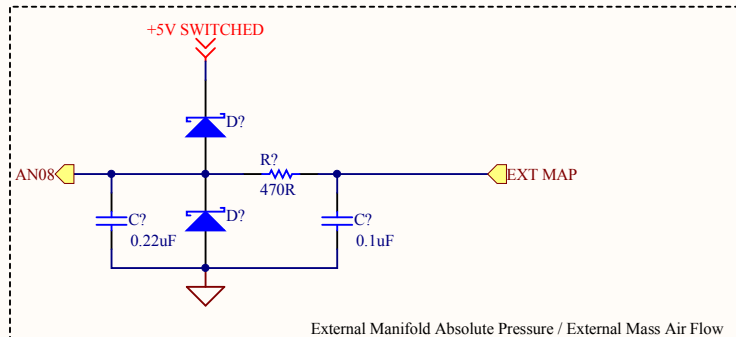 +5V SWITCHED
D?
AN08
R?
470R
EXT MAP
C?
0.22uF
D?
C?
0.1uF
External Manifold Absolute Pressure / External Mass Air Flow